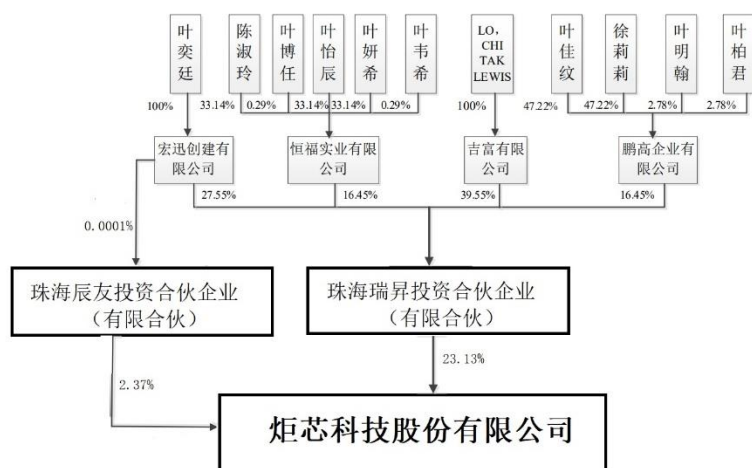 叶奕廷
陈淑玲
叶博任
叶怡辰
叶妍希
叶韦希
LO,
CHI
TAK
LEWIS
叶佳纹
徐莉莉
叶明翰
叶柏君
100%
33.14%
0.29%
33.14%
33.14%
0.29%
100%
47.22%
47.22%
2.78%
2.78%
宏迅创建有
限公司
恒福实业有限
公司
吉富有限
公司
鹏高企业有
限公司
27.55%
16.45%
39.55%
16.45%
0.0001%
珠海辰友投资合伙企业
（有限合伙）
珠海瑞昇投资合伙企业
（有限合伙）
23.13%
2.37%
炬芯科技股份有限公司